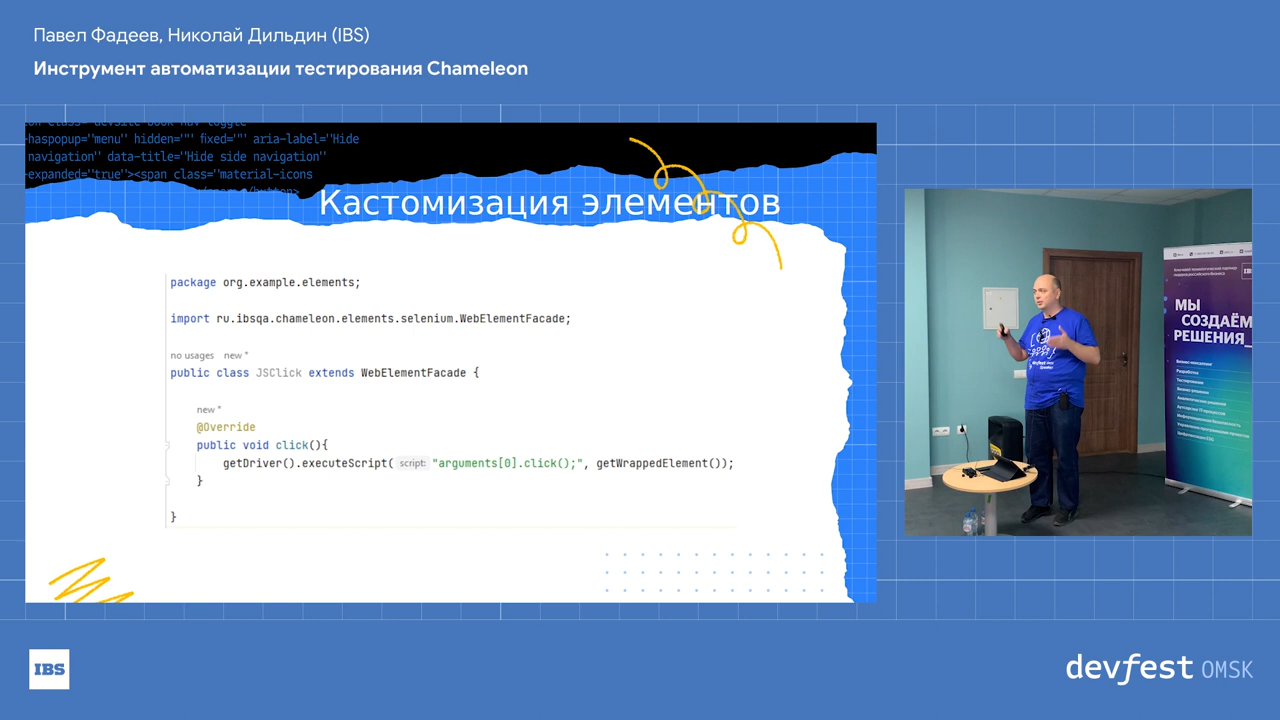 Павел Фадеев, Николай Дильдин (IBS)
Инструмент автоматизации тестирования Chameleon
-haspopup="menu" hidden="" fixed="" aria-label="Hide
navigation" data-title="Hide side navigation"
-expanded="true"><span class="material-icons
Кастомизация элементов
package org.example.elements;
import ru.ibsqa.chameleon.elements.selenium.WebElementFacade;
no usages new *
public class JSClick extends WebElementFacade {
new *
@Override
public void click(){
getDriver().executeScript( script: "arguments[0].click();", getWrappedElement());
}
}
МЫ
СОЗДАЁМ
РЕШЕНИЯ_
IBS
devfest OMSK